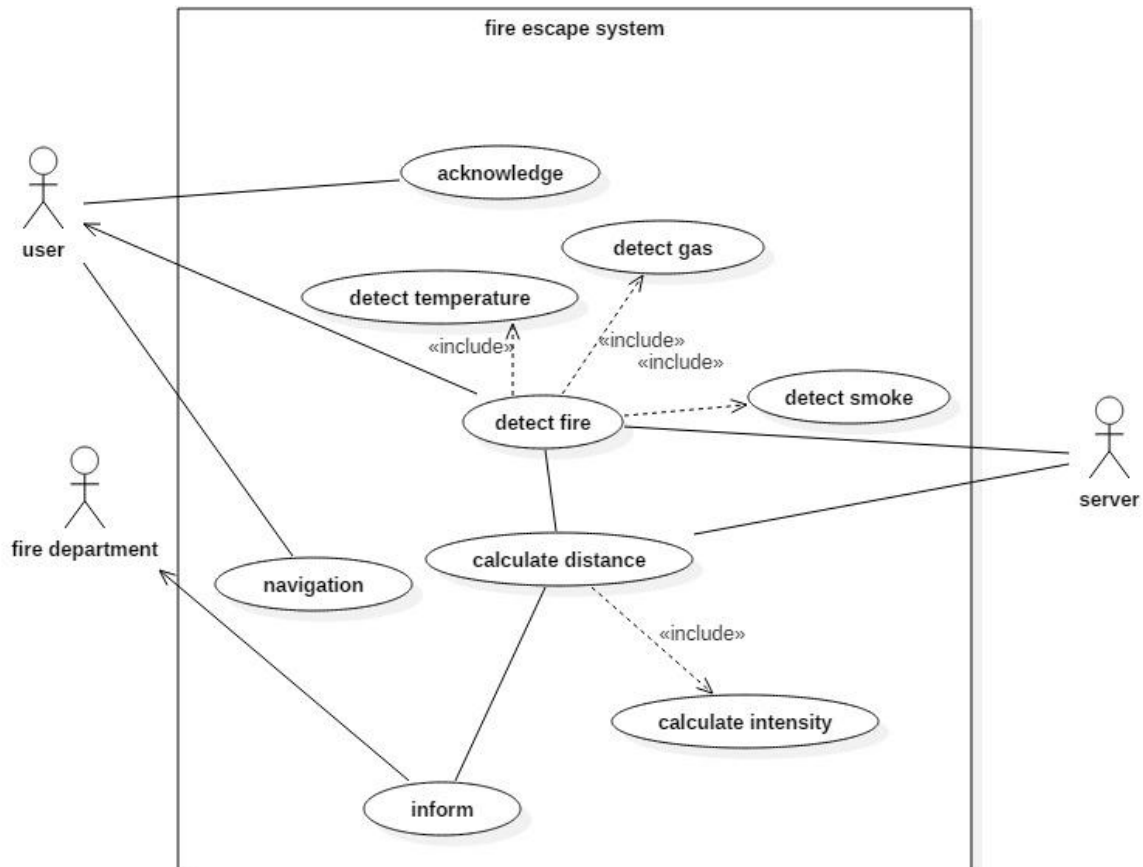 fire escape system
acknowledge
user
detect gas
detect temperature
«include»
«include»
«include»
detect smoke
detect fire
server
fire department
calculate distance
navigation
«include»
calculate intensity
inform